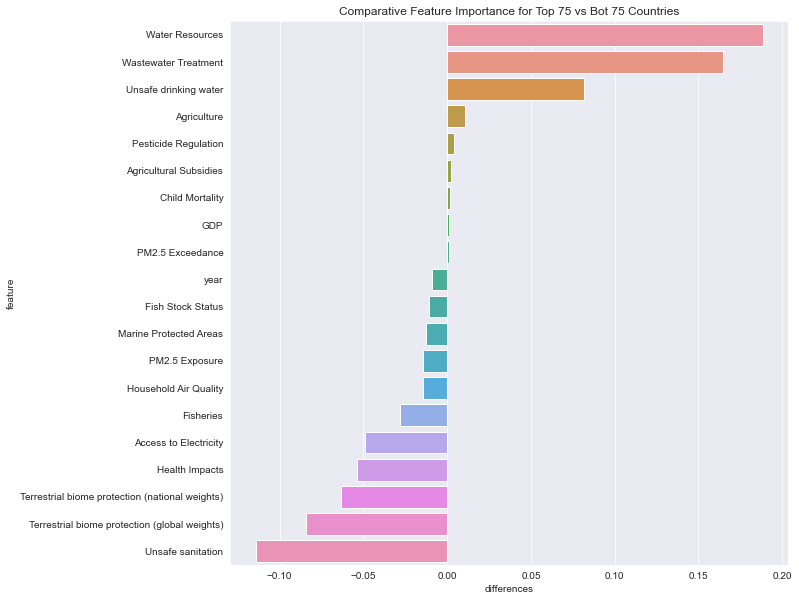 Comparative Feature Importance for Top 75 vs Bot 75 Countries
Water Resources
Wastewater Treatment
Unsafe drinking water
Agriculture
Pesticide Regulation
Agricultural Subsidies
Child Mortality
GDP
PM2.5 Exceedance
year
Fish Stock Status
Marine Protected Areas
PM2.5 Exposure
Household Air Quality
Fisheries
Access to Electricity
Health Impacts
Terrestrial biome protection (national weights)
Terrestrial biome protection (global weights)
Unsafe sanitation
feature
−0.10 −0.05 0.00 0.05 0.10 0.15 0.20
differences